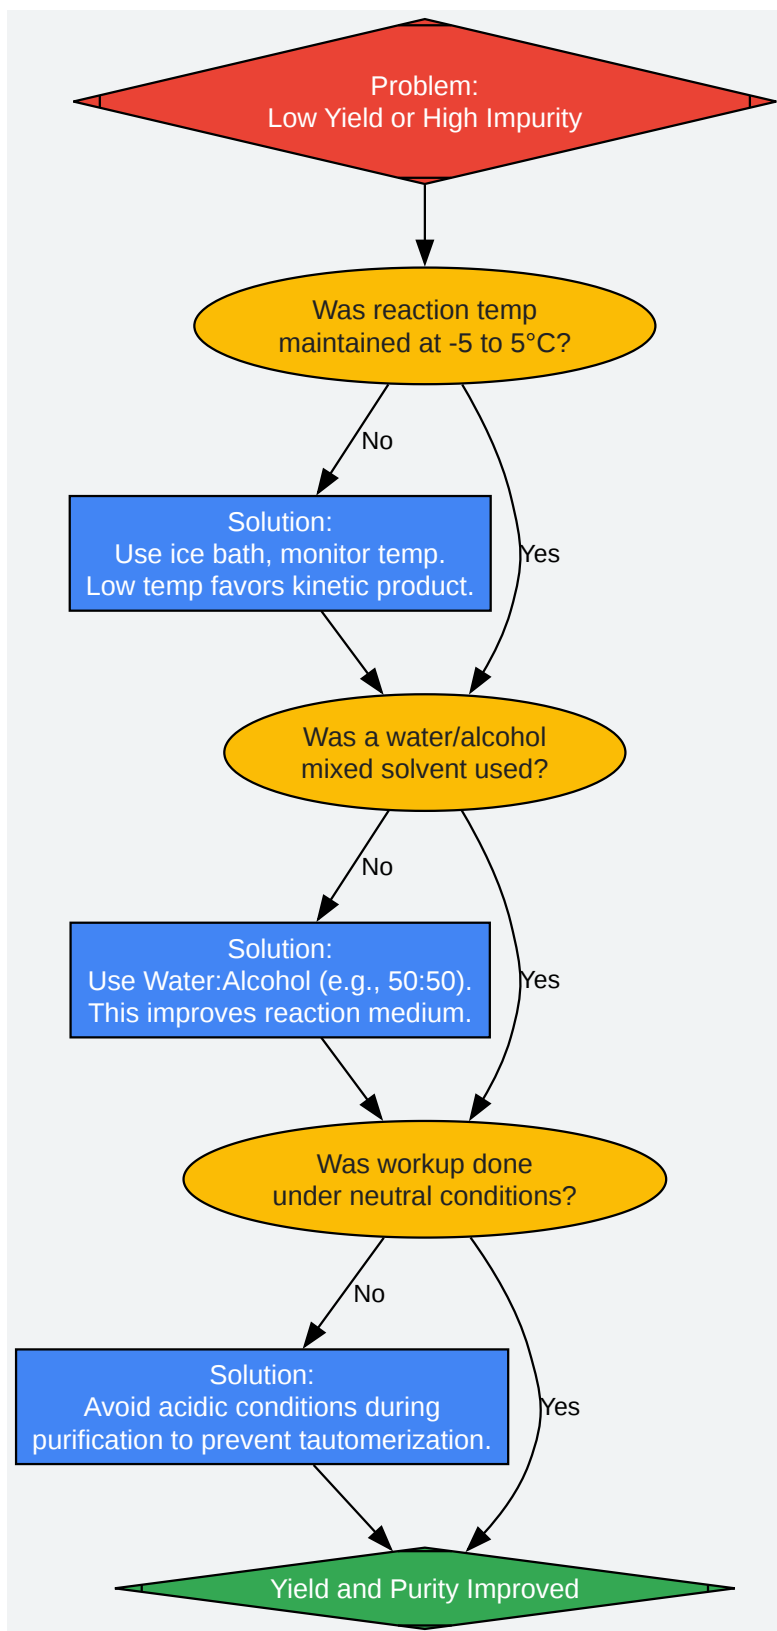 Problem:
Low Yield or High Impurity
Was reaction temp
maintained at -5 to 5°C?
No
Yes
Solution:
Use ice bath, monitor temp.
Low temp favors kinetic product.
Was a water/alcohol
mixed solvent used?
No
Yes
Solution:
Use Water:Alcohol (e.g., 50:50).
This improves reaction medium.
Was workup done
under neutral conditions?
No
Yes
Solution:
Avoid acidic conditions during
purification to prevent tautomerization.
Yield and Purity Improved